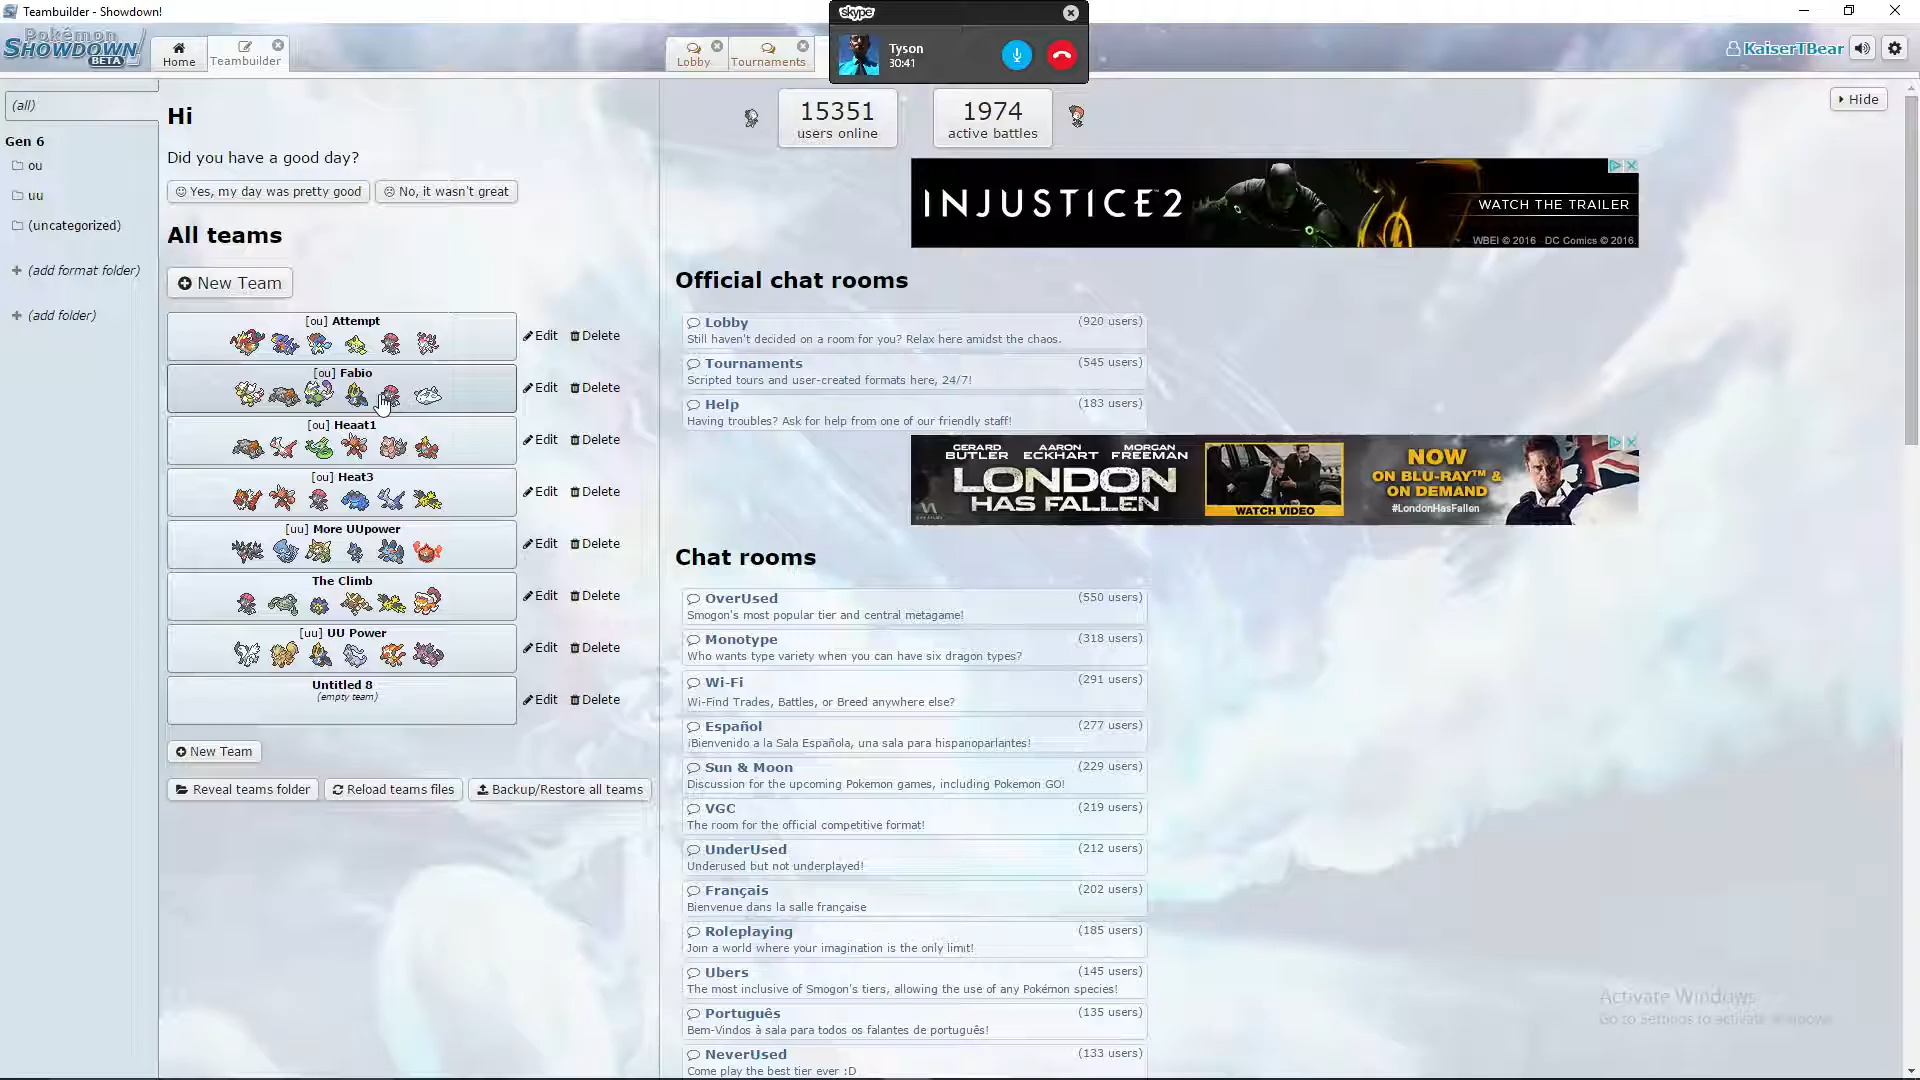 Teambuilder - Showdown!
Pokémon
SHOWDOWN!
BETA
Home
Teambuilder
Lobby
Tournaments
skype
Tyson
30:41
KaiserTBear
(all)
Gen 6
ou
uu
(uncategorized)
(add format folder)
(add folder)
Hi
Did you have a good day?
Yes, my day was pretty good
No, it wasn't great
All teams
New Team
[ou] Attempt
Edit
Delete
[ou] Fabio
Edit
Delete
[ou] Heaat1
Edit
Delete
[ou] Heat3
Edit
Delete
[uu] More UUpower
Edit
Delete
The Climb
Edit
Delete
[uu] UU Power
Edit
Delete
Untitled 8
(empty team)
Edit
Delete
New Team
Reveal teams folder
Reload teams files
Backup/Restore all teams
15351
users online
1974
active battles
Hide
INJUSTICE 2
WATCH THE TRAILER
WBEI © 2016 DC Comics © 2016.
Official chat rooms
Lobby (920 users)
Still haven't decided on a room for you? Relax here amidst the chaos.
Tournaments (545 users)
Scripted tours and user-created formats here, 24/7!
Help (183 users)
Having troubles? Ask for help from one of our friendly staff!
GERARD BUTLER
AARON ECKHART
MORGAN FREEMAN
LONDON
HAS FALLEN
WATCH VIDEO
NOW
ON BLU-RAY™ &
ON DEMAND
#LondonHasFallen
Chat rooms
OverUsed (550 users)
Smogon's most popular tier and central metagame!
Monotype (318 users)
Who wants type variety when you can have six dragon types?
Wi-Fi (291 users)
Wi-Find Trades, Battles, or Breed anywhere else?
Español (277 users)
¡Bienvenido a la Sala Española, una sala para hispanoparlantes!
Sun & Moon (229 users)
Discussion for the upcoming Pokemon games, including Pokemon GO!
VGC (219 users)
The room for the official competitive format!
UnderUsed (212 users)
Underused but not underplayed!
Français (202 users)
Bienvenue dans la salle française
Roleplaying (185 users)
Join a world where your imagination is the only limit!
Ubers (145 users)
The most inclusive of Smogon's tiers, allowing the use of any Pokémon species!
Português (135 users)
Bem-Vindos à sala para todos os falantes de português!
NeverUsed (133 users)
Come play the best tier ever :D
Activate Windows
Go to Settings to activate Windows.